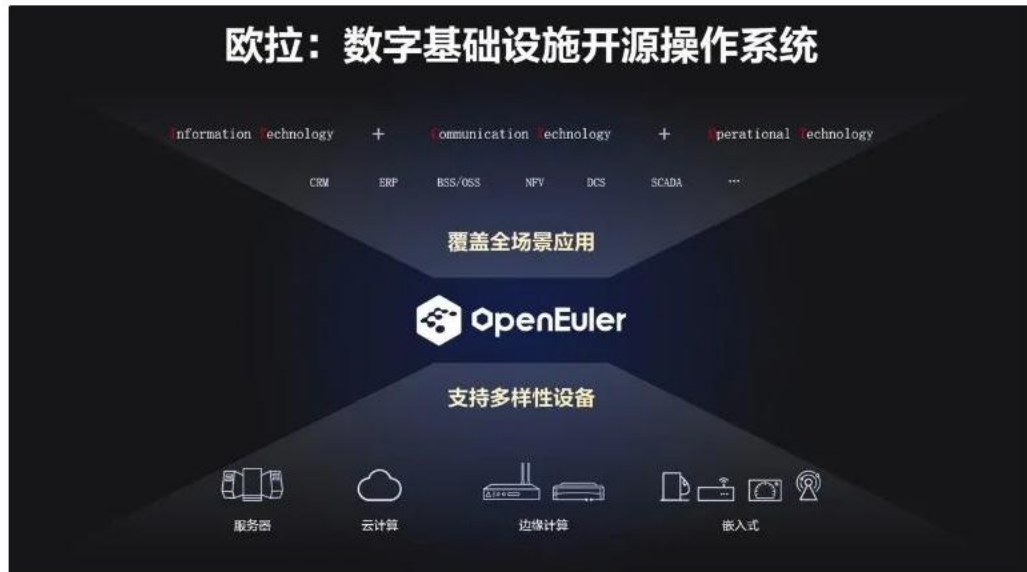 欧拉：数字基础设施开源操作系统
Information Technology + Communication Technology + Operational Technology
CRM ERP BSS/OSS NFV DCS SCADA ...
覆盖全场景应用
OpenEuler
支持多样性设备
服务器 云计算 边缘计算 嵌入式